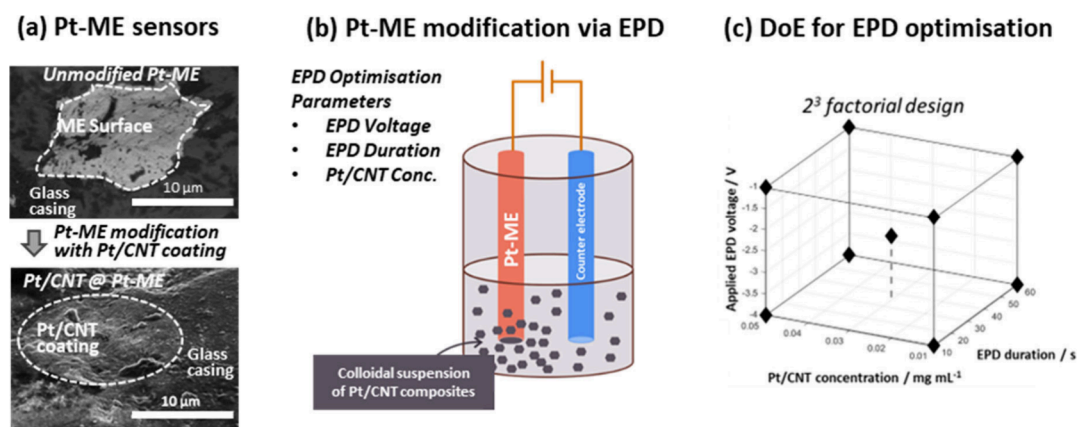 (a) Pt-ME sensors
Unmodified Pt-ME
ME Surface
Glass
casing
10 µm
Pt-ME modification
with Pt/CNT coating
Pt/CNT @ Pt-ME
Pt/CNT
coating
Glass
casing
10 µm
(b) Pt-ME modification via EPD
EPD Optimisation
Parameters
• EPD Voltage
• EPD Duration
• Pt/CNT Conc.
Pt-ME
Counter electrode
Colloidal suspension
of Pt/CNT composites
(c) DoE for EPD optimisation
2³ factorial design
Applied EPD voltage / V
-1
-1.5
-2
-2.5
-3
-3.5
-4
0.05
0.04
0.03
0.02
0.01
Pt/CNT concentration / mg mL⁻¹
10
20
30
40
50
60
EPD duration / s